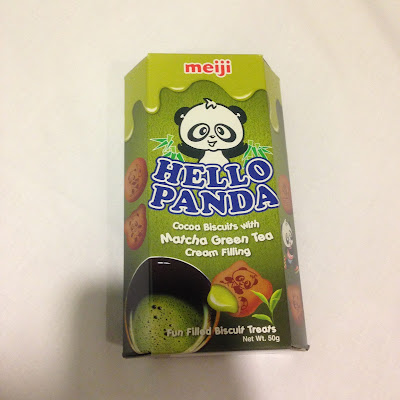 meiji
HELLO
PANDA
Cocoa Biscuits with
Matcha Green Tea
Cream Filling
Fun Filled Biscuit Treats
Net Wt. 50g